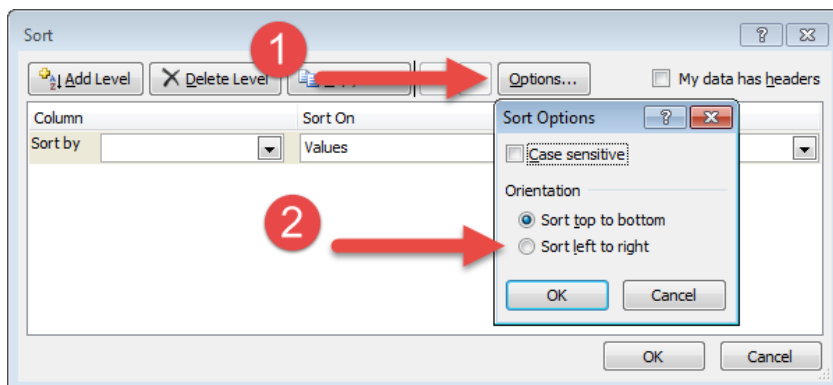 Sort
1
Add Level
Delete Level
Options...
My data has headers
Column
Sort On
Sort Options
Sort by
Values
Case sensitive
Orientation
2
Sort top to bottom
Sort left to right
OK
Cancel
OK
Cancel